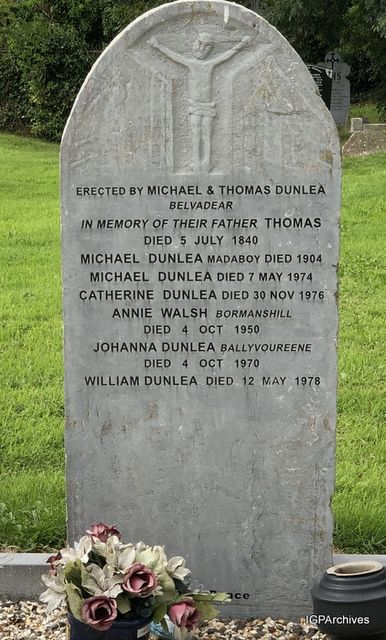 ERECTED BY MICHAEL & THOMAS DUNLEA
BELVADEAR
IN MEMORY OF THEIR FATHER THOMAS
DIED 5 JULY 1840
MICHAEL DUNLEA MADABOY DIED 1904
MICHAEL DUNLEA DIED 7 MAY 1974
CATHERINE DUNLEA DIED 30 NOV 1976
ANNIE WALSH BORMANSHILL
DIED 4 OCT 1950
JOHANNA DUNLEA BALLYVOUREENE
DIED 4 OCT 1970
WILLIAM DUNLEA DIED 12 MAY 1978
IGPArchives